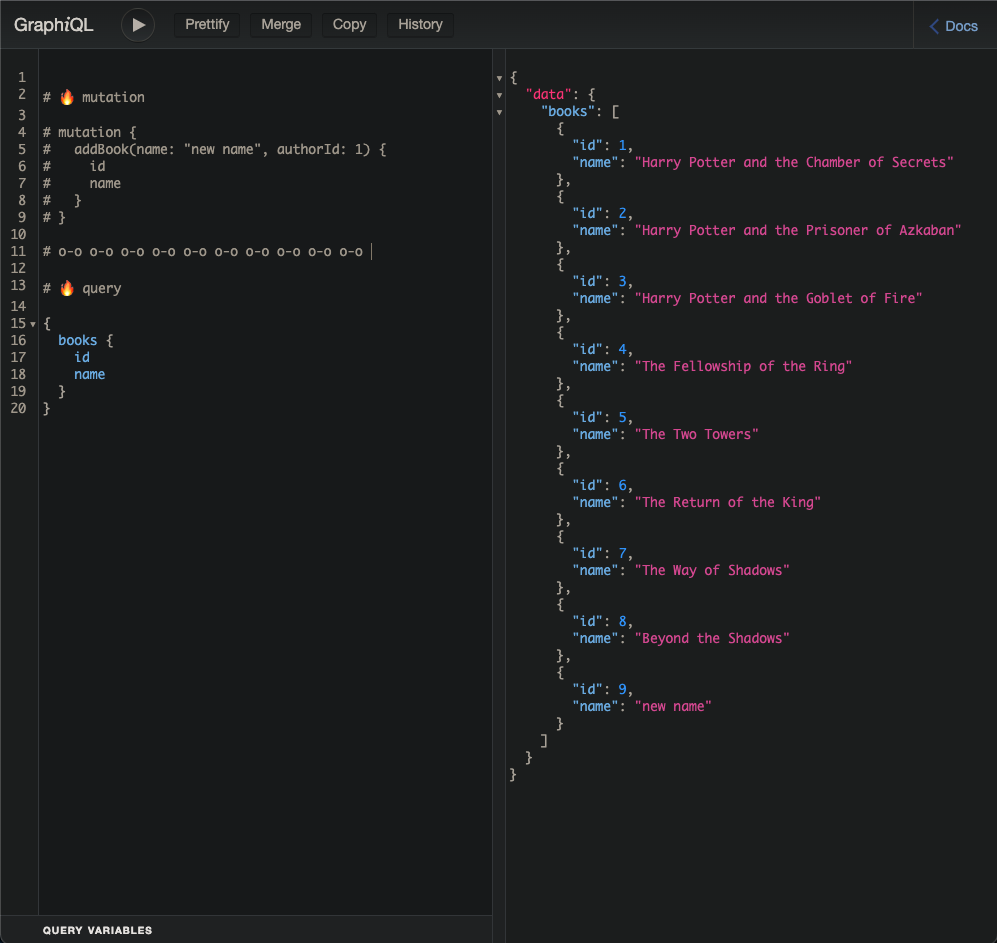 GraphiQL
Prettify
Merge
Copy
History
Docs
1
2 # 🔥 mutation
3
4 # mutation {
5 #   addBook(name: "new name", authorId: 1) {
6 #     id
7 #     name
8 #   }
9 # }
10
11 # o-o o-o o-o o-o o-o o-o o-o o-o o-o o-o
12
13 # 🔥 query
14
15 {
16   books {
17     id
18     name
19   }
20 }
QUERY VARIABLES
{
  "data": {
    "books": [
      {
        "id": 1,
        "name": "Harry Potter and the Chamber of Secrets"
      },
      {
        "id": 2,
        "name": "Harry Potter and the Prisoner of Azkaban"
      },
      {
        "id": 3,
        "name": "Harry Potter and the Goblet of Fire"
      },
      {
        "id": 4,
        "name": "The Fellowship of the Ring"
      },
      {
        "id": 5,
        "name": "The Two Towers"
      },
      {
        "id": 6,
        "name": "The Return of the King"
      },
      {
        "id": 7,
        "name": "The Way of Shadows"
      },
      {
        "id": 8,
        "name": "Beyond the Shadows"
      },
      {
        "id": 9,
        "name": "new name"
      }
    ]
  }
}